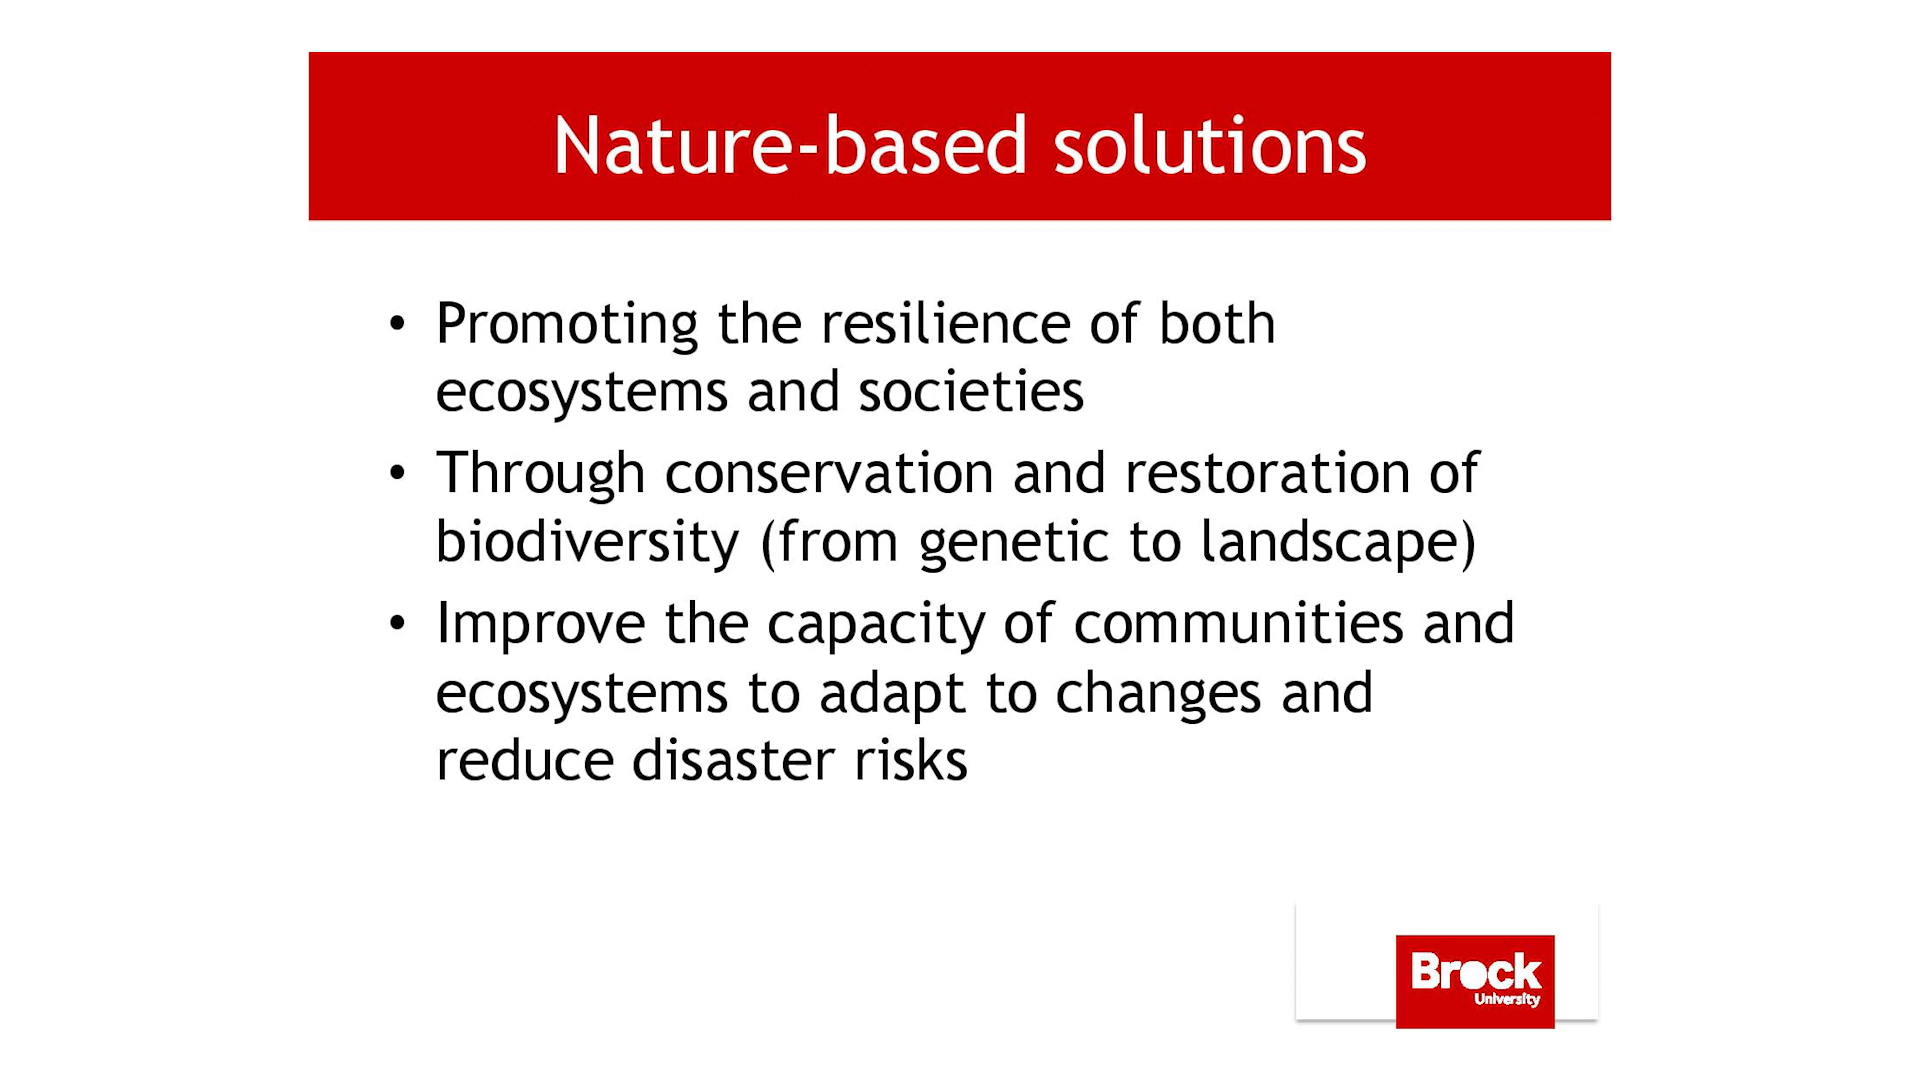 Nature-based solutions
• Promoting the resilience of both
ecosystems and societies
• Through conservation and restoration of
biodiversity (from genetic to landscape)
• Improve the capacity of communities and
ecosystems to adapt to changes and
reduce disaster risks
Brock
University